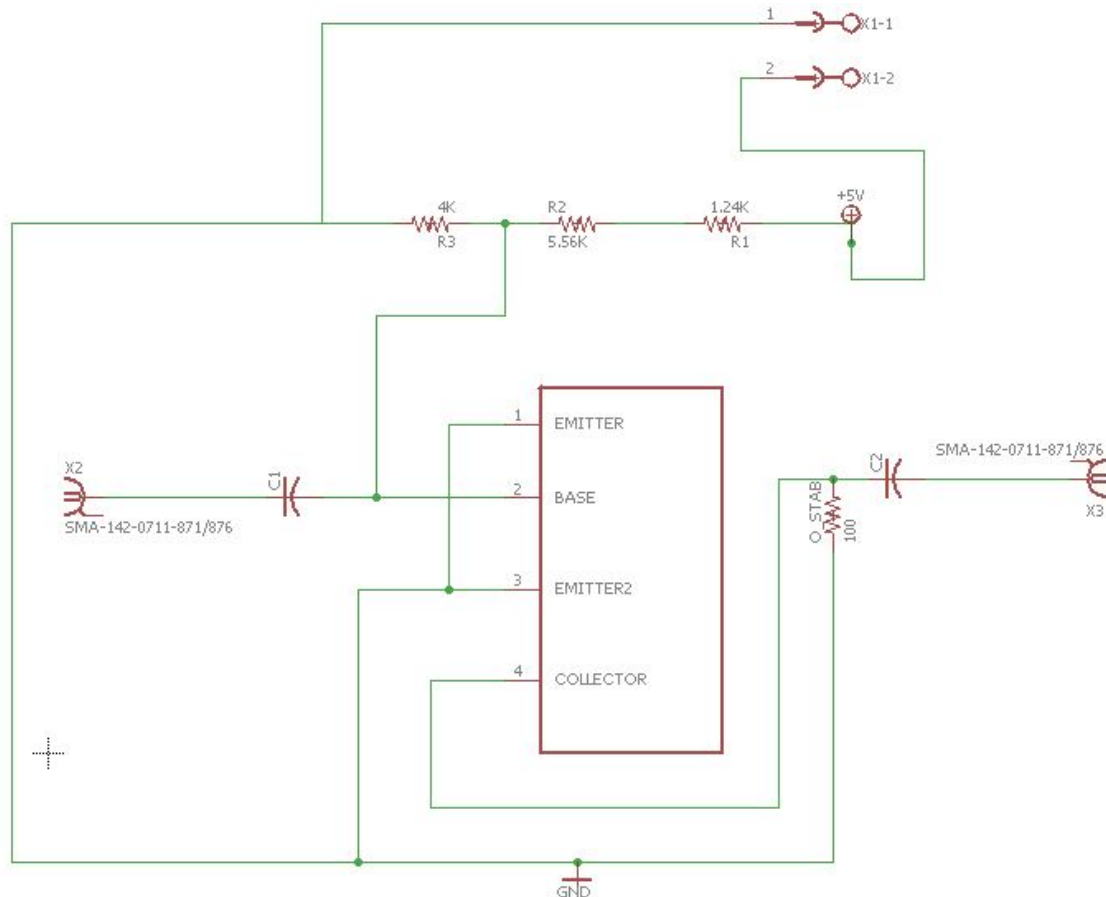 1
X1-1
2
X1-2
+5V
4K
R2
1.24K
R3
5.56K
R1
1
EMITTER
X2
C1
2
BASE
SMA-142-0711-871/876
C2
SMA-142-0711-871/876
X3
O_STAB
100
3
EMITTER2
4
COLLECTOR
GND